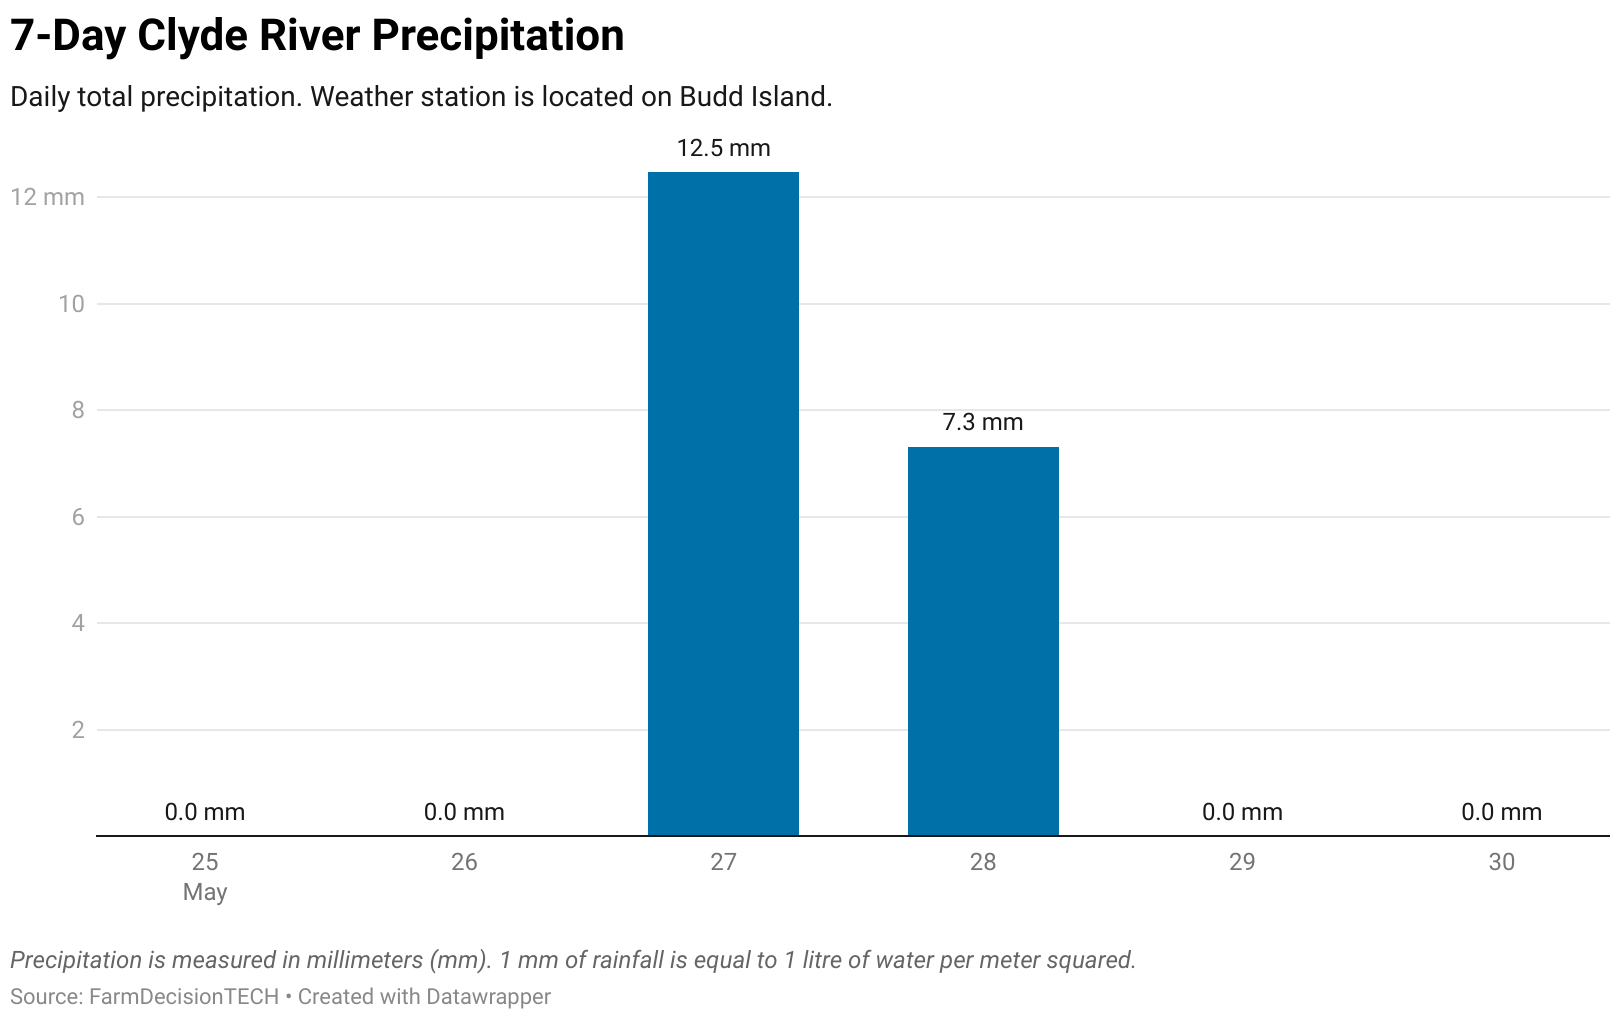 7-Day Clyde River Precipitation
Daily total precipitation. Weather station is located on Budd Island.
12.5 mm
12 mm
10
8
7.3 mm
6
4
2
0.0 mm 0.0 mm 0.0 mm 0.0 mm
25 26 27 28 29 30
May
Precipitation is measured in millimeters (mm). 1 mm of rainfall is equal to 1 litre of water per meter squared.
Source: FarmDecisionTECH • Created with Datawrapper